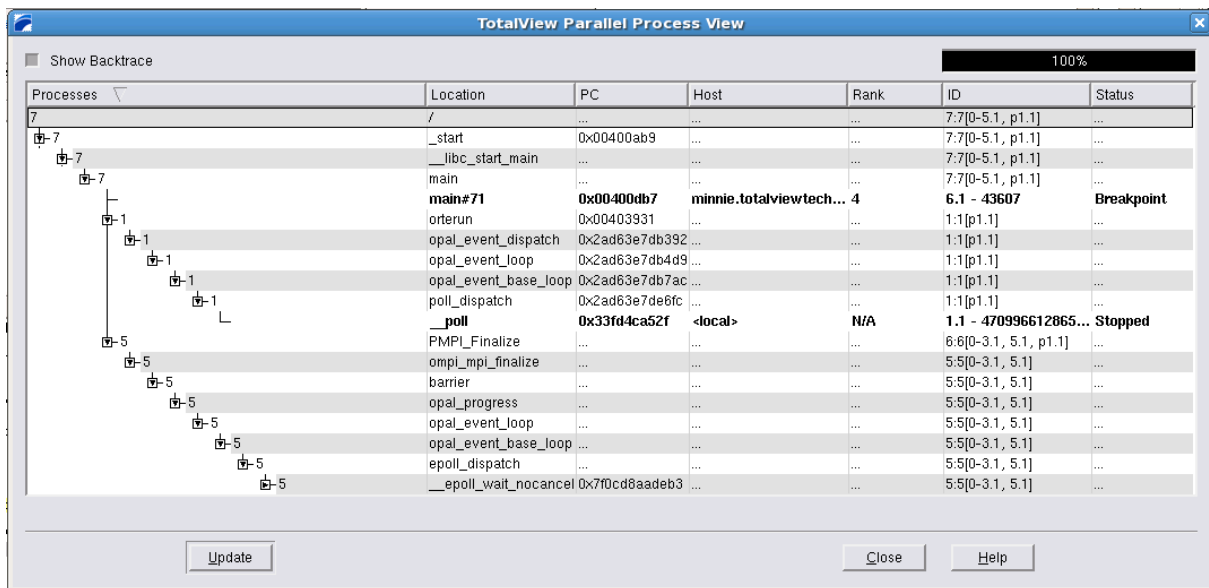 TotalView Parallel Process View
Show Backtrace 100%
Processes Location PC Host Rank ID Status
7 / ... ... ... 7:7[0-5.1, p1.1] ...
7 _start 0x00400ab9 ... ... 7:7[0-5.1, p1.1] ...
7 __libc_start_main ... ... ... 7:7[0-5.1, p1.1] ...
7 main ... ... ... 7:7[0-5.1, p1.1] ...
main#71 0x00400db7 minnie.totalviewtech... 4 6.1 - 43607 Breakpoint
1 orterun 0x00403931 ... ... 1:1[p1.1] ...
1 opal_event_dispatch 0x2ad63e7db392 ... ... 1:1[p1.1] ...
1 opal_event_loop 0x2ad63e7db4d9 ... ... 1:1[p1.1] ...
1 opal_event_base_loop 0x2ad63e7db7ac ... ... 1:1[p1.1] ...
1 poll_dispatch 0x2ad63e7de6fc ... ... 1:1[p1.1] ...
__poll 0x33fd4ca52f <local> N/A 1.1 - 470996612865... Stopped
5 PMPI_Finalize ... ... ... 6:6[0-3.1, 5.1, p1.1] ...
5 ompi_mpi_finalize ... ... ... 5:5[0-3.1, 5.1] ...
5 barrier ... ... ... 5:5[0-3.1, 5.1] ...
5 opal_progress ... ... ... 5:5[0-3.1, 5.1] ...
5 opal_event_loop ... ... ... 5:5[0-3.1, 5.1] ...
5 opal_event_base_loop ... ... ... 5:5[0-3.1, 5.1] ...
5 epoll_dispatch ... ... ... 5:5[0-3.1, 5.1] ...
5 __epoll_wait_nocancel 0x7f0cd8aadeb3 ... ... 5:5[0-3.1, 5.1] ...
Update Close Help